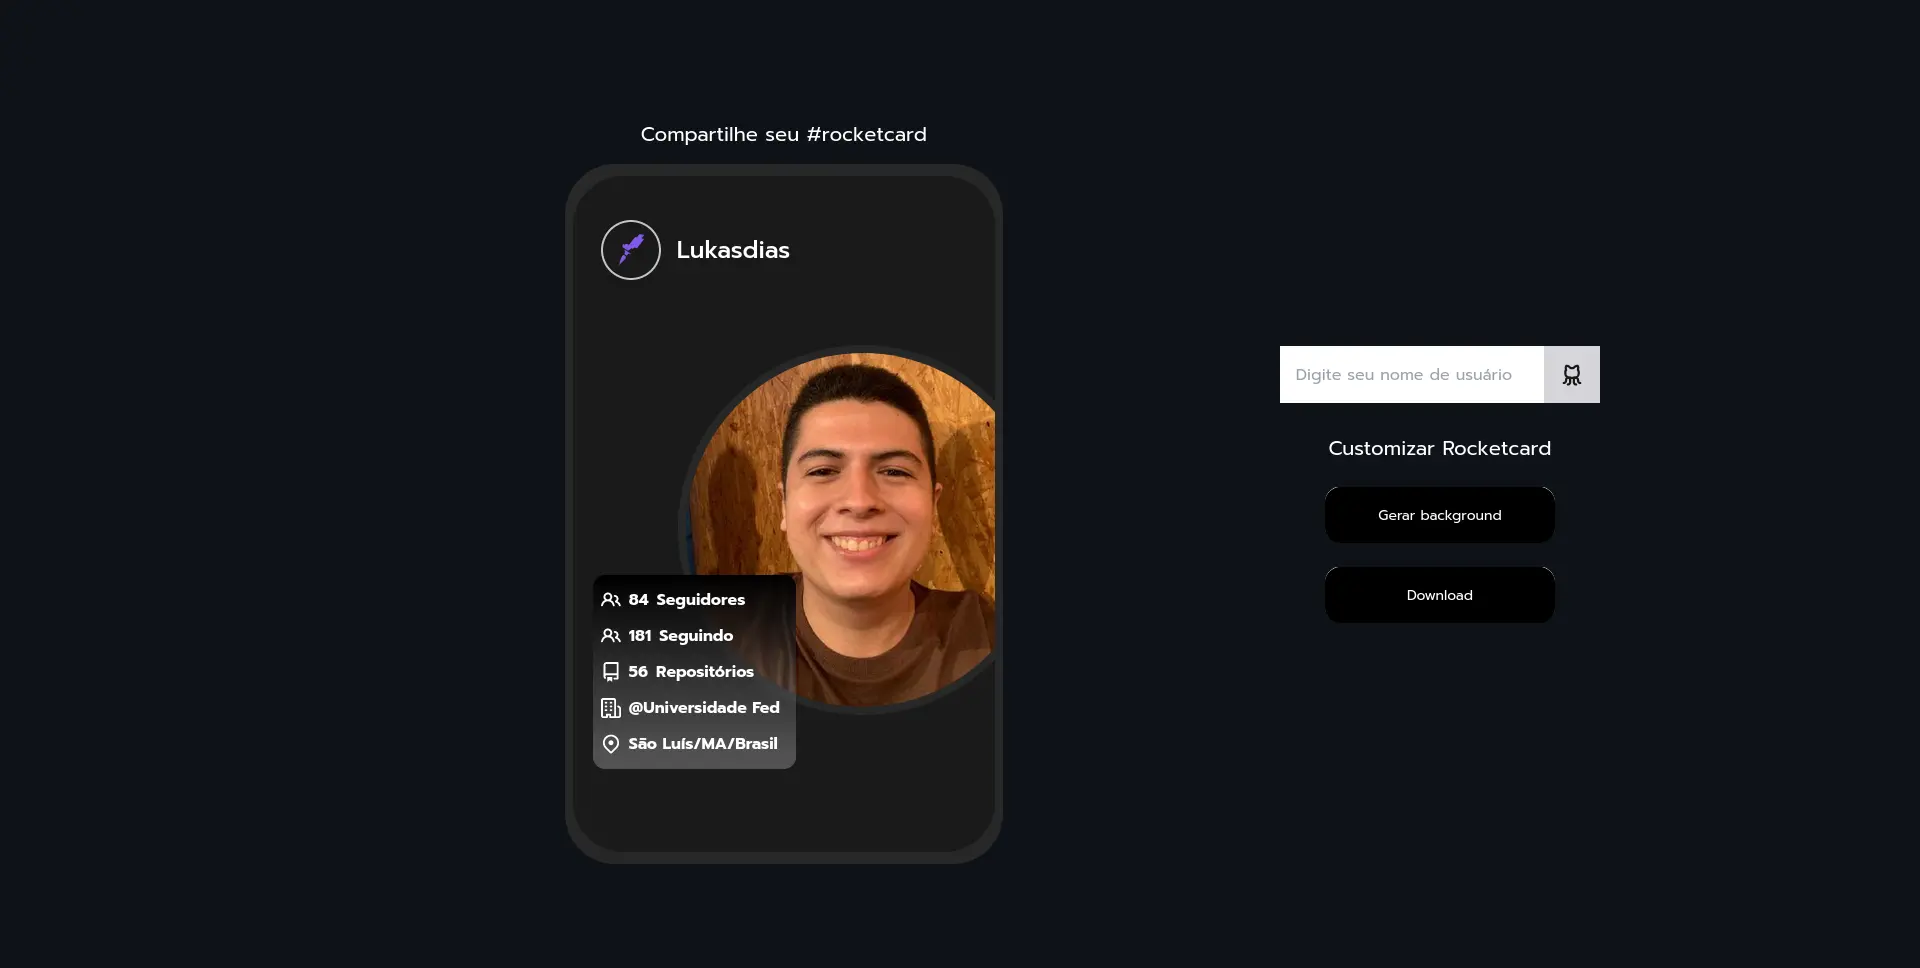 Compartilhe seu #rocketcard
Lukasdias
84 Seguidores
181 Seguindo
56 Repositórios
@Universidade Fed
São Luís/MA/Brasil
Digite seu nome de usuário
Customizar Rocketcard
Gerar background
Download